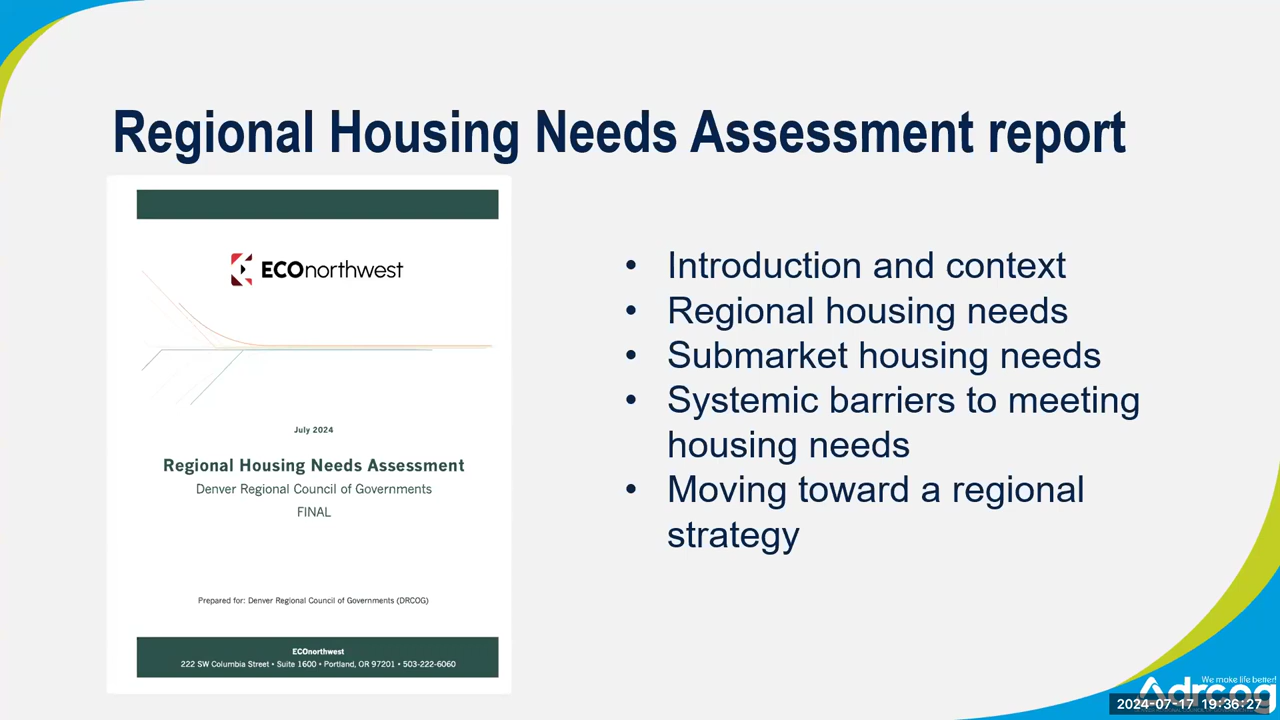 Regional Housing Needs Assessment report
ECOnorthwest
July 2024
Regional Housing Needs Assessment
Denver Regional Council of Governments
FINAL
Prepared for: Denver Regional Council of Governments (DRCOG)
ECOnorthwest
222 SW Columbia Street • Suite 1600 • Portland, OR 97201 • 503-222-6060
• Introduction and context
• Regional housing needs
• Submarket housing needs
• Systemic barriers to meeting
housing needs
• Moving toward a regional
strategy
We make life better!
drcog
2024-07-17 19:36:27